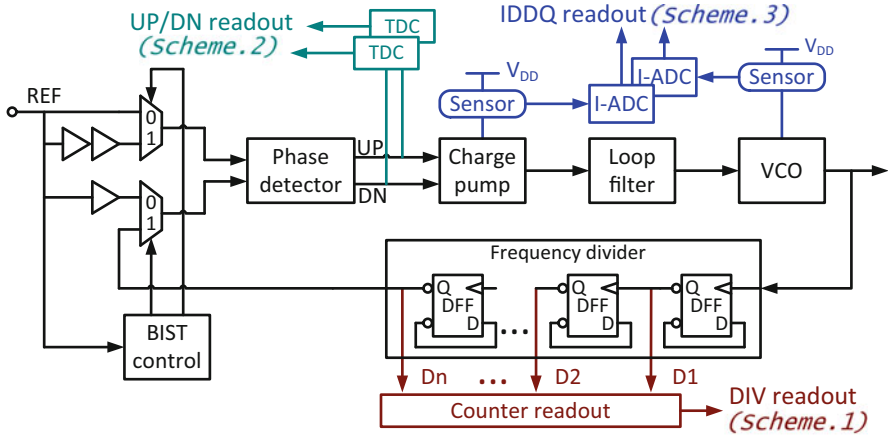 UP/DN readout
(Scheme.2)
TDC
TDC
IDDQ readout(Scheme.3)
VDD
Sensor
I-ADC
I-ADC
VDD
Sensor
REF
0
1
Phase
detector
UP
DN
Charge
pump
Loop
filter
VCO
0
1
Frequency divider
Q
DFF
D
...
Q
DFF
D
Q
DFF
D
BIST
control
Dn
...
D2
D1
Counter readout
DIV readout
(Scheme.1)